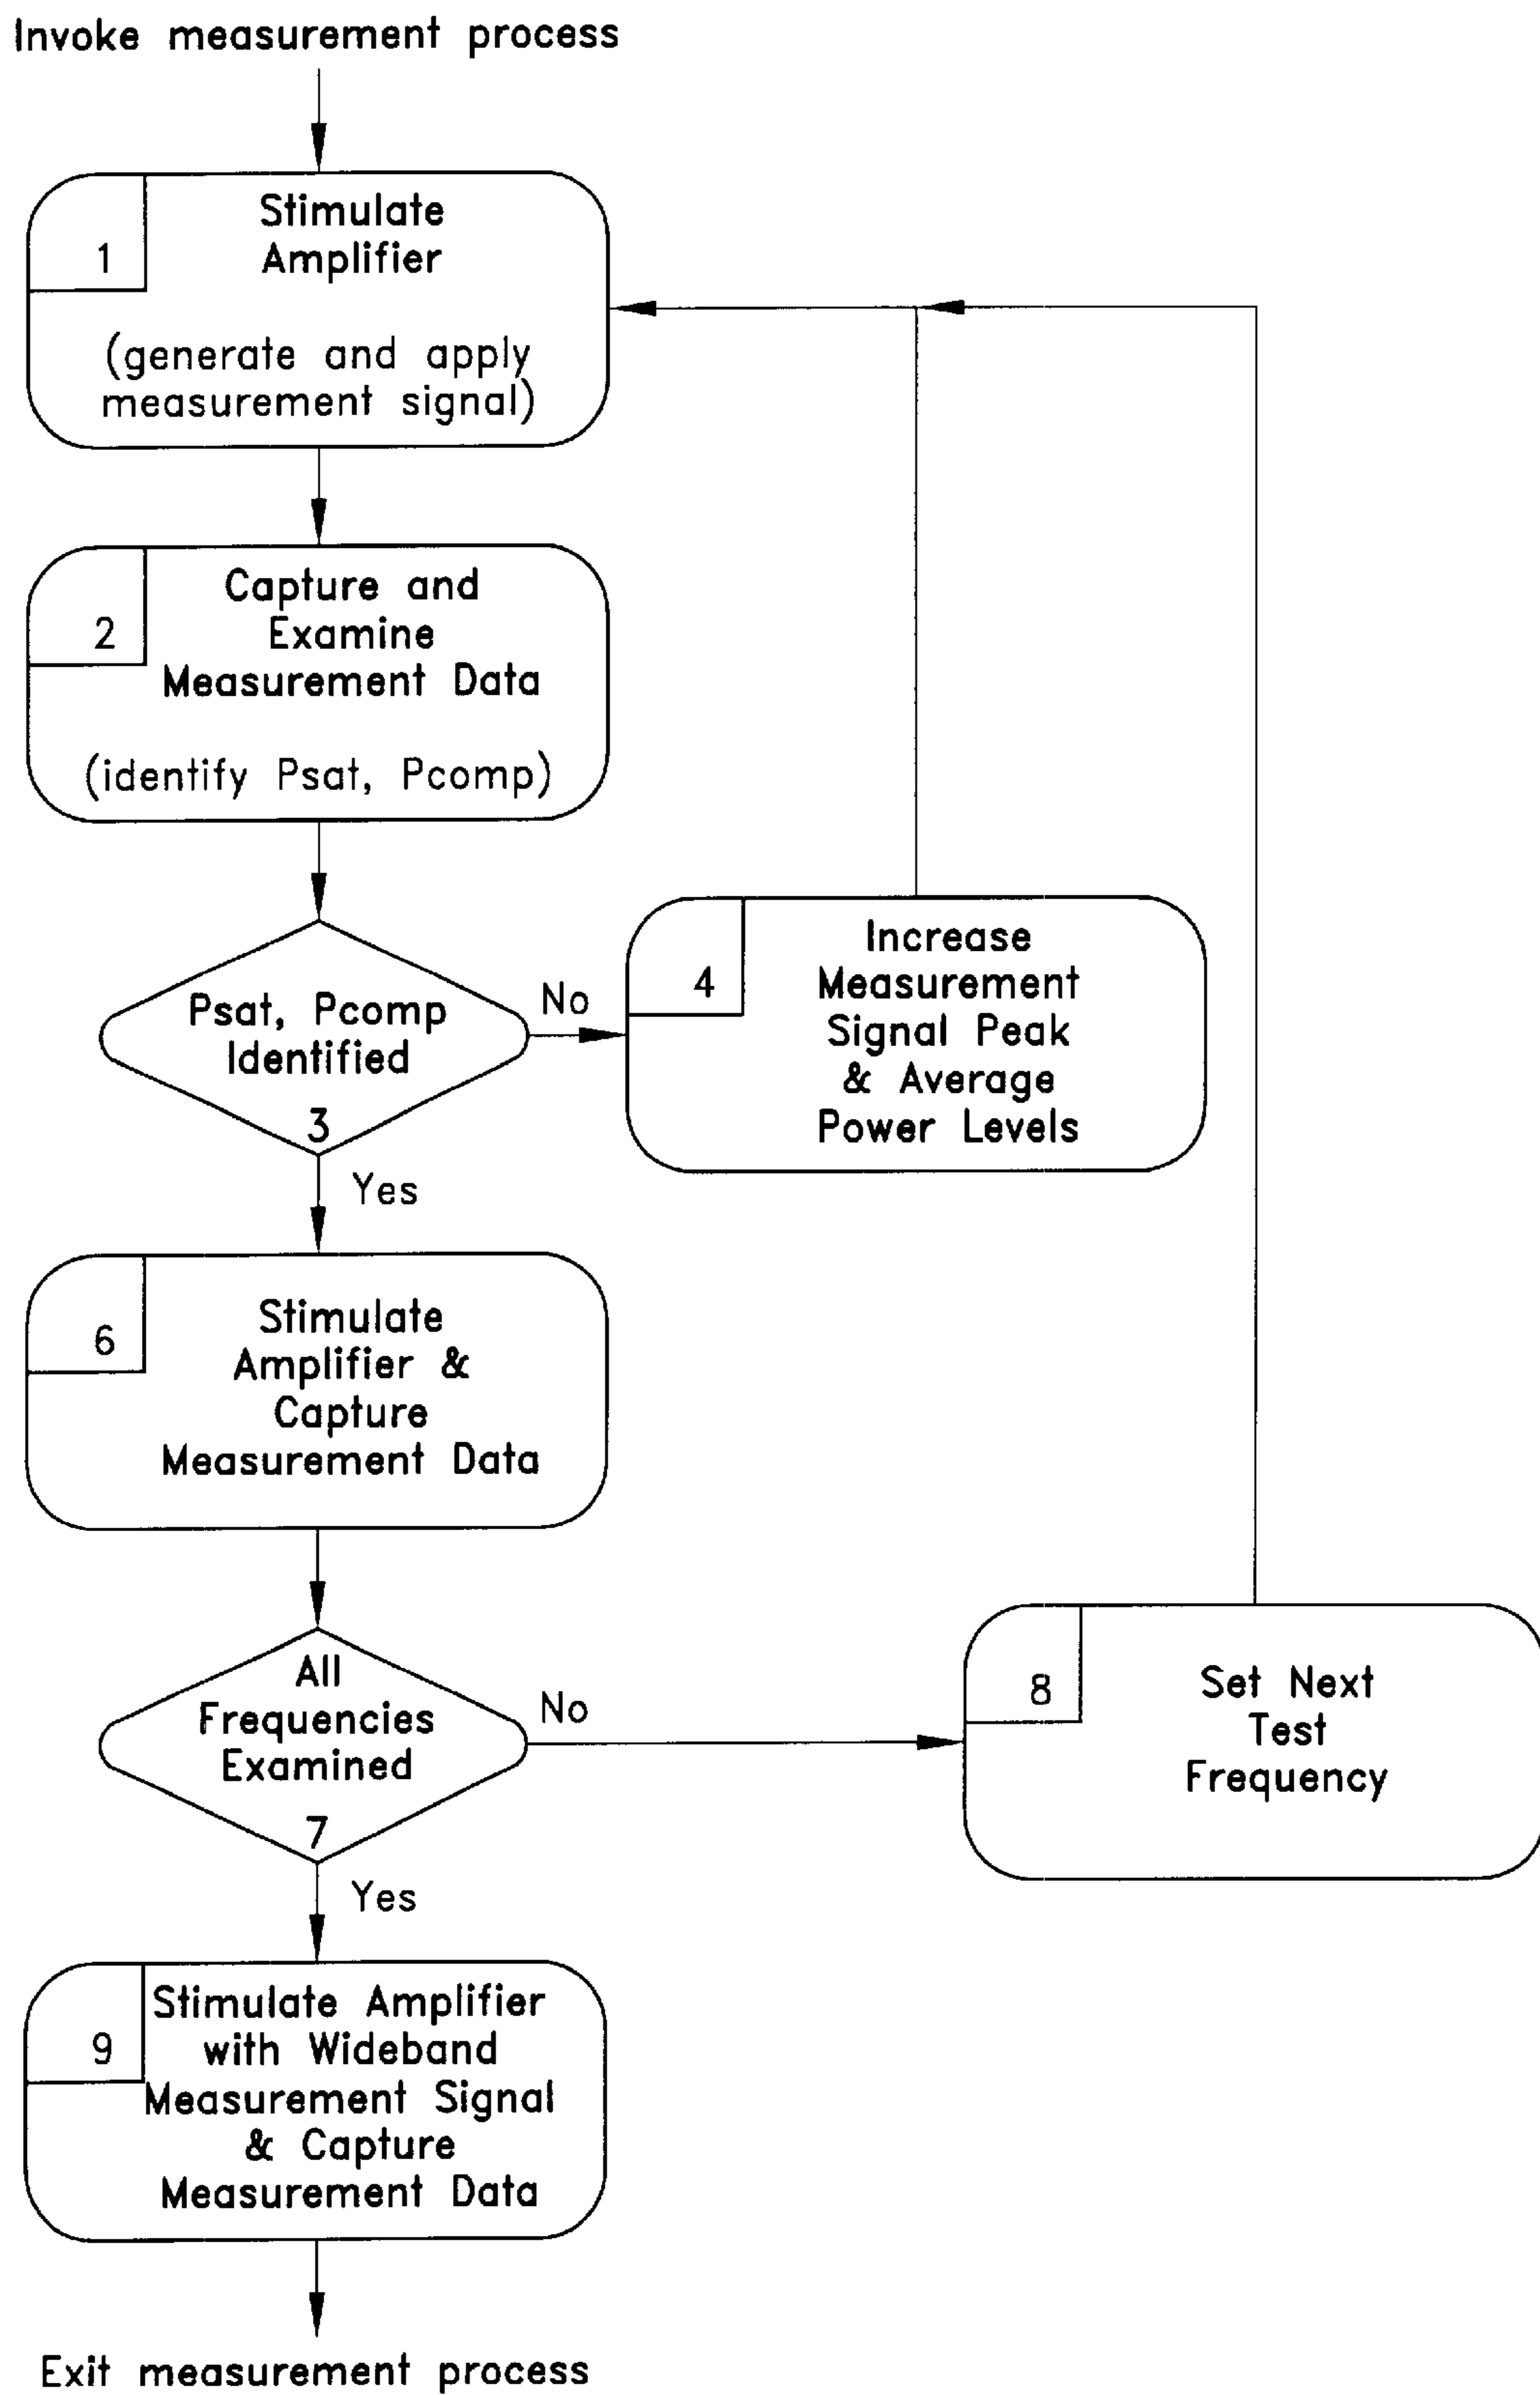 Invoke measurement process
1
Stimulate
Amplifier
(generate and apply
measurement signal)
2
Capture and
Examine
Measurement Data
(identify Psat, Pcomp)
Psat, Pcomp
Identified
3
No
4
Increase
Measurement
Signal Peak
& Average
Power Levels
Yes
6
Stimulate
Amplifier &
Capture
Measurement Data
All
Frequencies
Examined
7
No
8
Set Next
Test
Frequency
Yes
9
Stimulate Amplifier
with Wideband
Measurement Signal
& Capture
Measurement Data
Exit measurement process